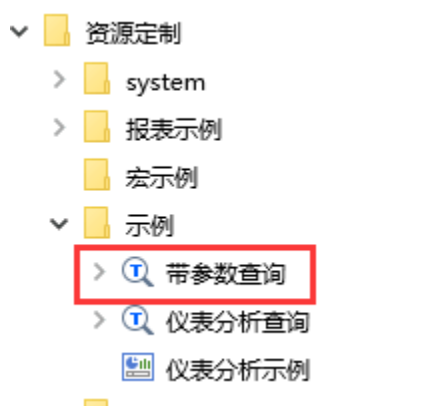 资源定制
system
报表示例
宏示例
示例
带参数查询
仪表分析查询
仪表分析示例